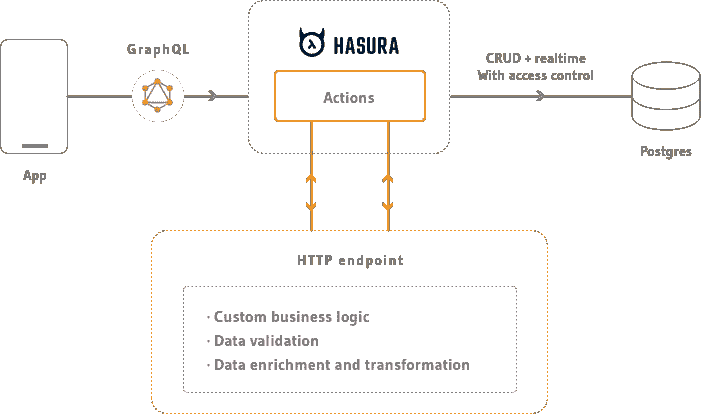 GraphQL
HASURA
Actions
CRUD + realtime
With access control
App
Postgres
HTTP endpoint
· Custom business logic
· Data validation
· Data enrichment and transformation